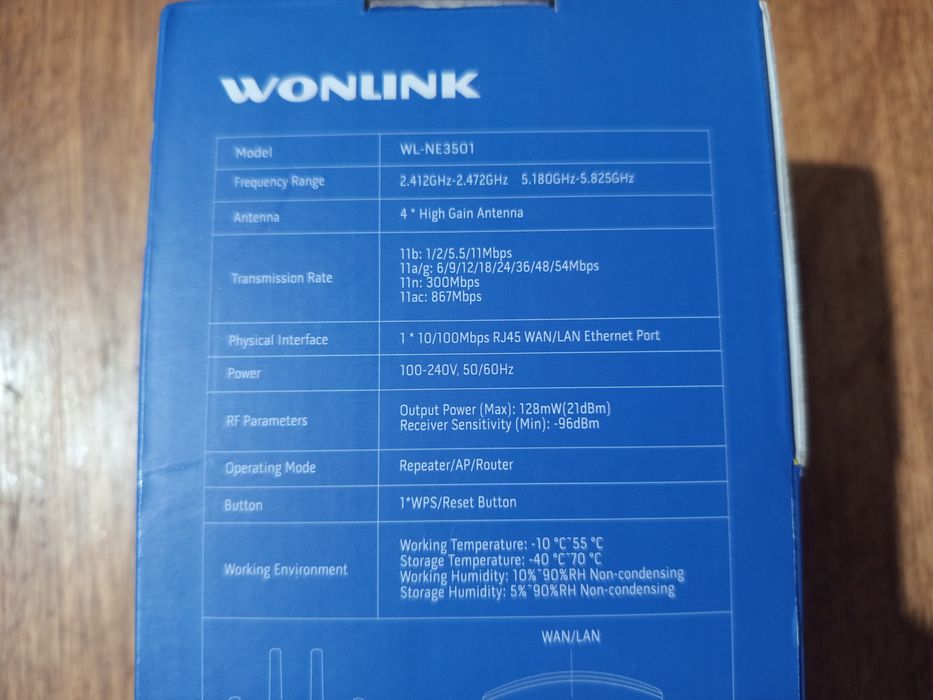 WONLINK
Model WL-NE3501
Frequency Range 2.412GHz-2.472GHz 5.180GHz-5.825GHz
Antenna 4 * High Gain Antenna
Transmission Rate
11b: 1/2/5.5/11Mbps
11a/g: 6/9/12/18/24/36/48/54Mbps
11n: 300Mbps
11ac: 867Mbps
Physical Interface 1 * 10/100Mbps RJ45 WAN/LAN Ethernet Port
Power 100-240V, 50/60Hz
RF Parameters
Output Power (Max): 128mW(21dBm)
Receiver Sensitivity (Min): -96dBm
Operating Mode Repeater/AP/Router
Button 1*WPS/Reset Button
Working Environment
Working Temperature: -10 °C~55 °C
Storage Temperature: -40 °C~70 °C
Working Humidity: 10%~90%RH Non-condensing
Storage Humidity: 5%~90%RH Non-condensing
WAN/LAN